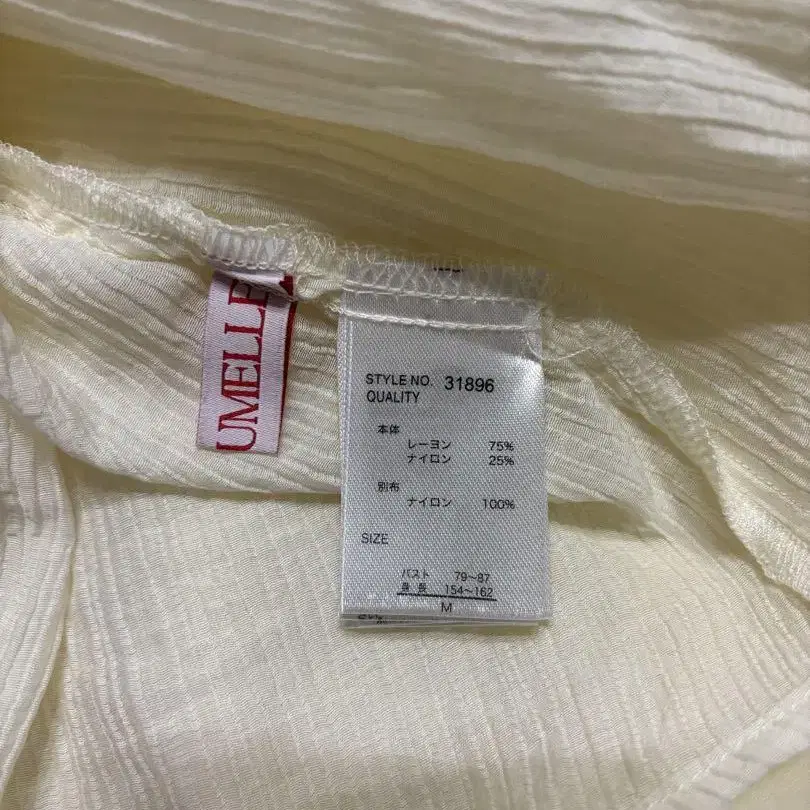 UMELLE
STYLE NO. 31896
QUALITY
本体
レーヨン 75%
ナイロン 25%
別布
ナイロン 100%
SIZE
バスト 79~87
身長 154~162
M